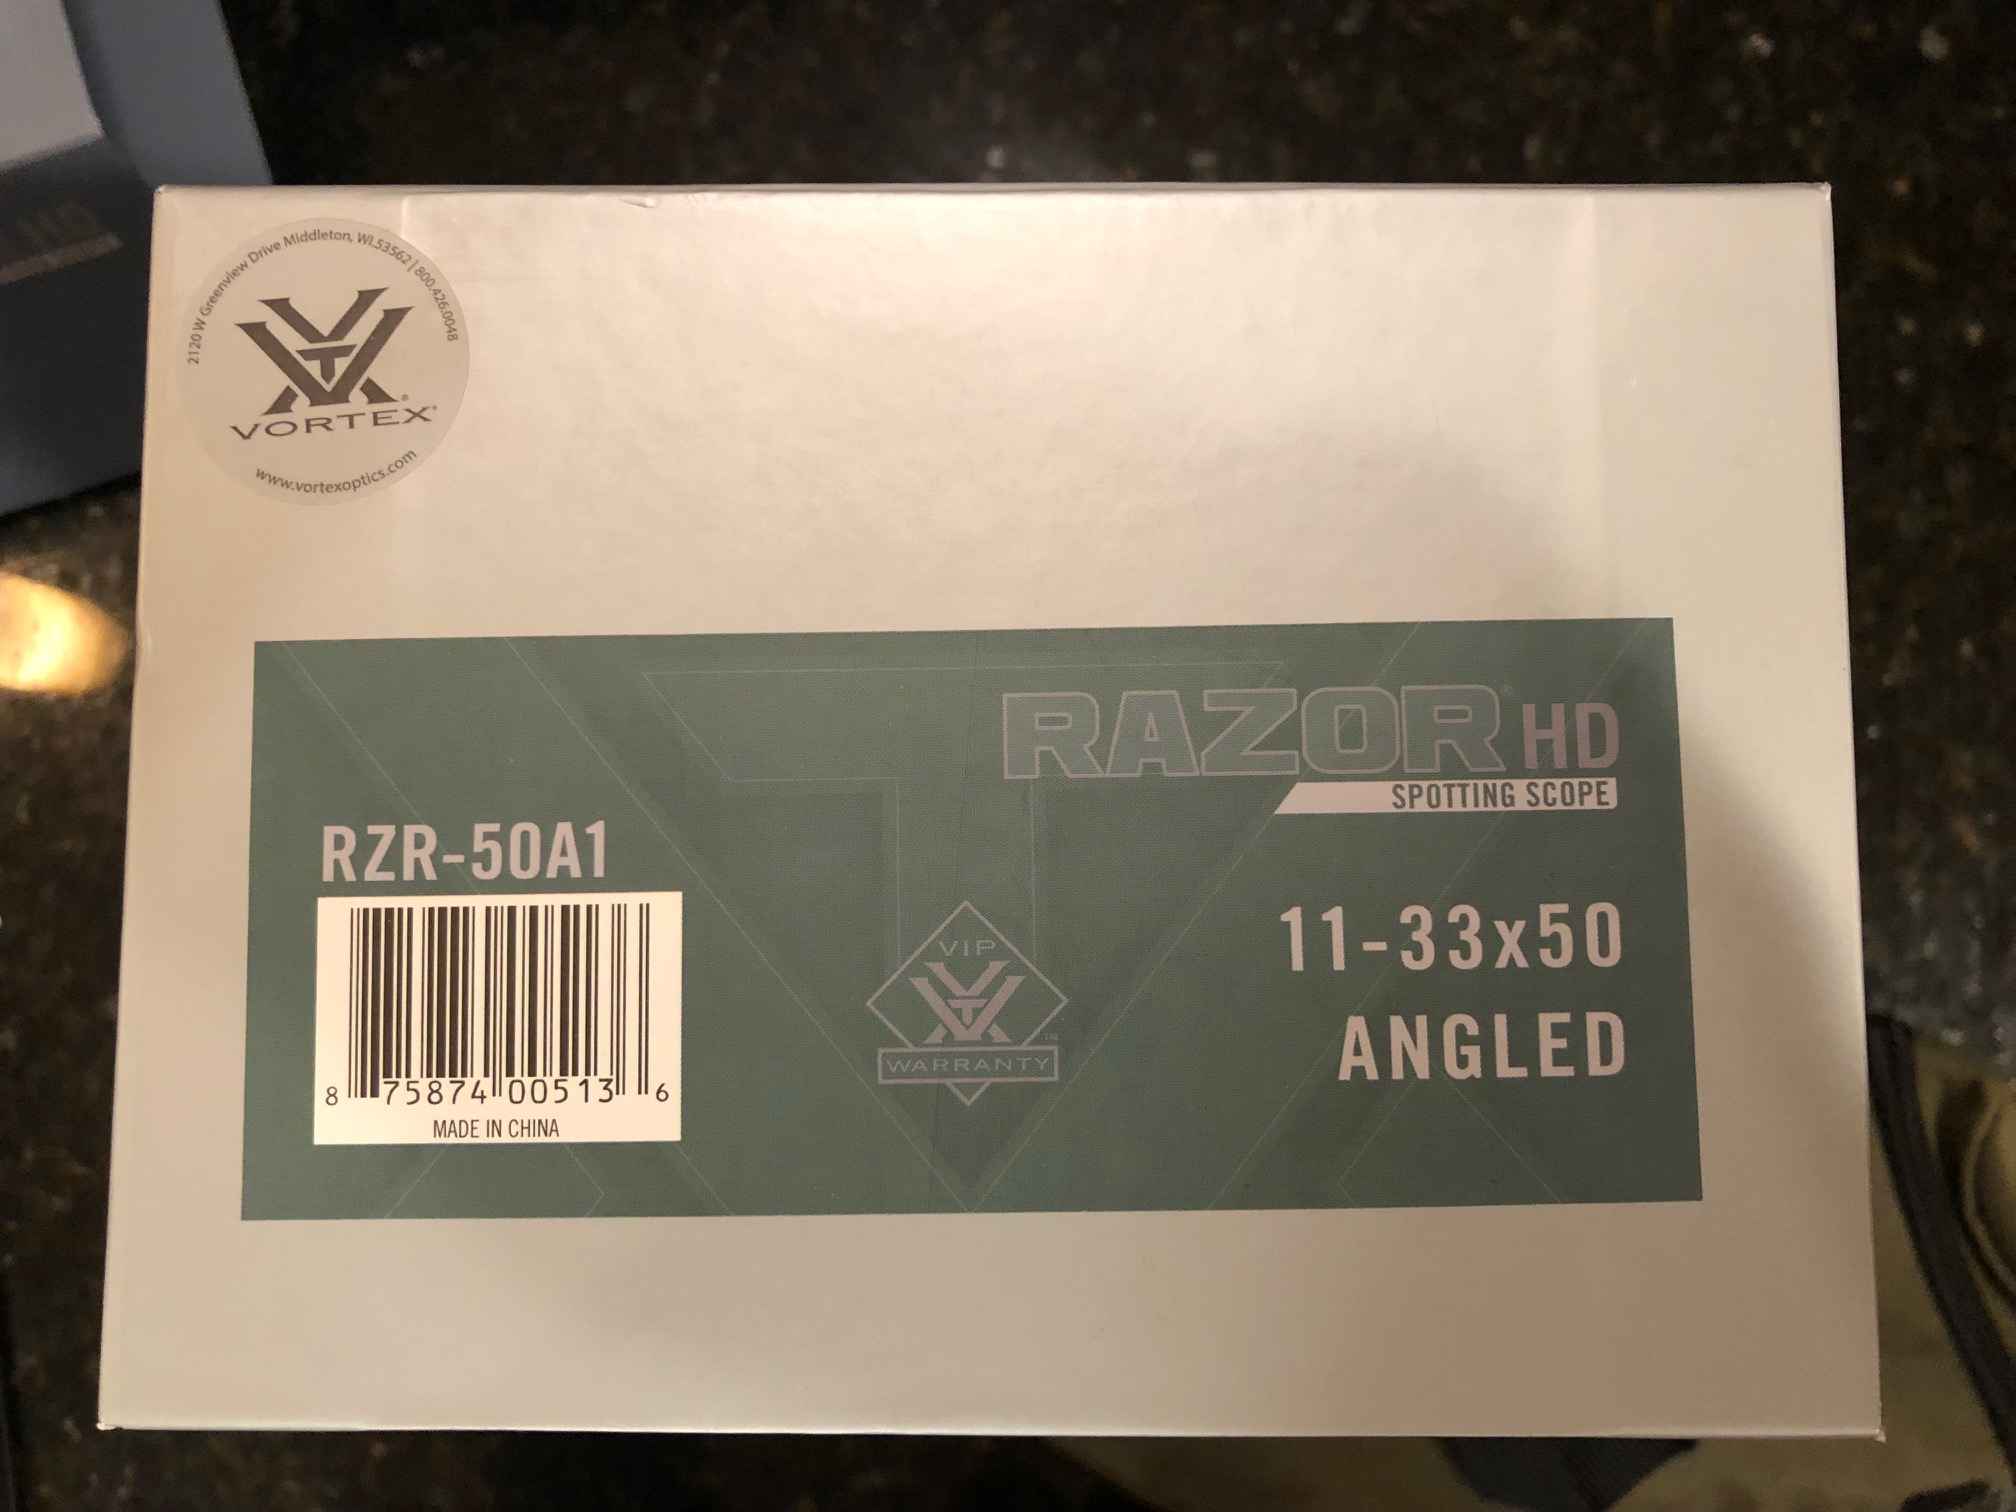 2120 W Greenview Drive Middleton, WI.53562 | 800.426.0048
VORTEX®
www.vortexoptics.com
RAZOR® HD
SPOTTING SCOPE
RZR-50A1
11-33x50
ANGLED
VIP
WARRANTY™
8 75874 00513 6
MADE IN CHINA